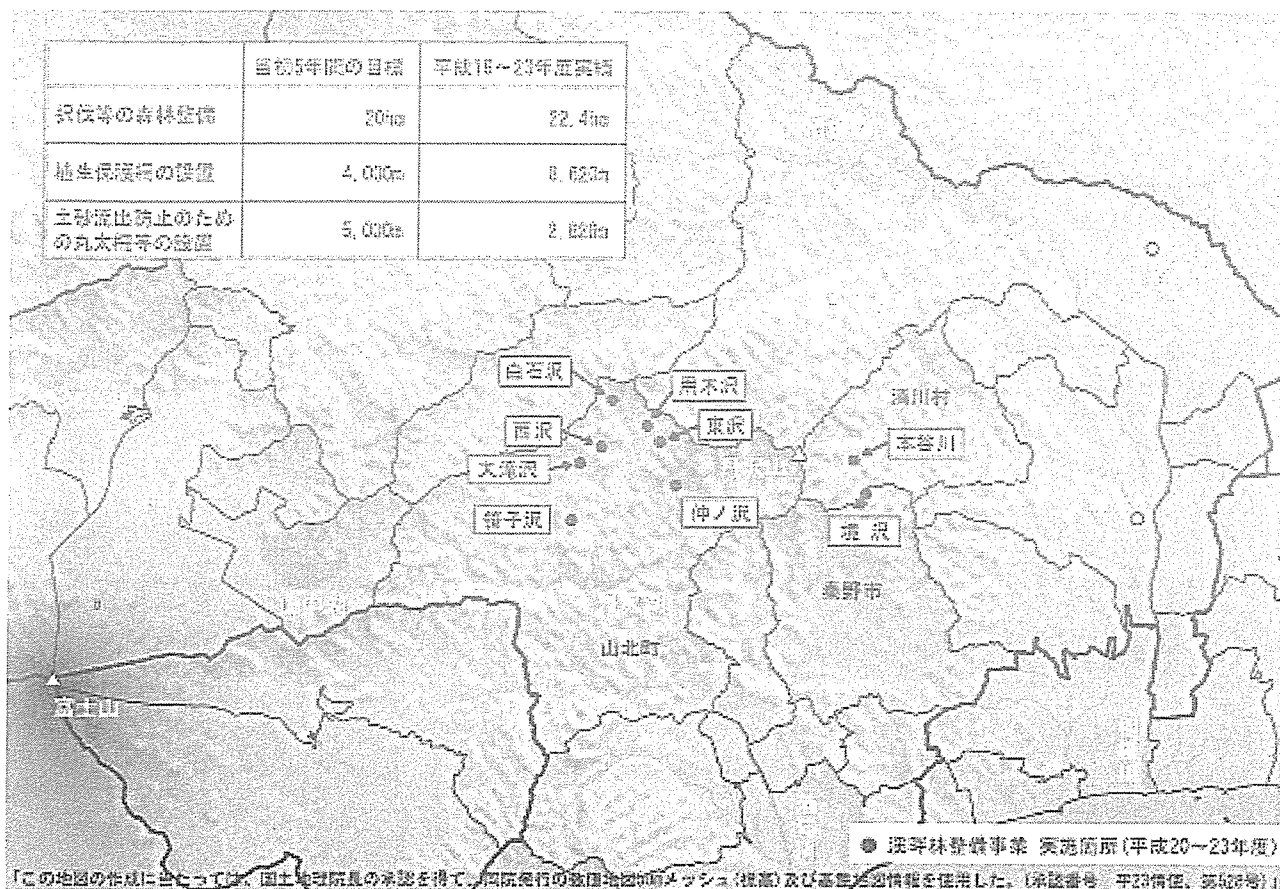 当初5年間の目標 平成19～23年度実績
択伐等の森林整備 20ha 22.4ha
植生保護柵の設置 4,000m
土砂流出防止のため
の丸太柵等の設置 5,000m
白石沢
用木沢
清川村
西沢
東沢
本谷川
大滝沢
笹子沢
仲ノ沢
境沢
秦野市
山北町
富士山
● 渓畔林整備事業 実施箇所(平成20～23年度)
「この地図の作成に当たっては、国土地理院長の承認を得て、同院発行の数値地図50mメッシュ(標高)及び基盤地図情報を使用した。(承認番号 平23情使、第